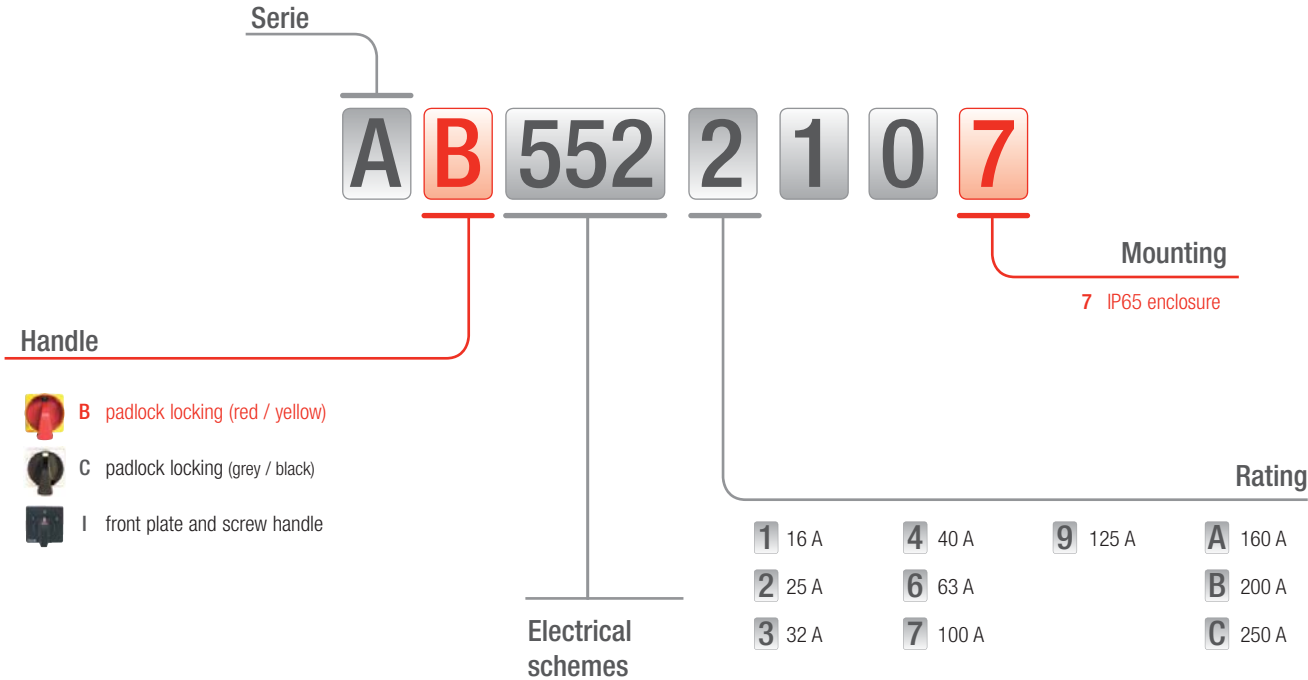 Serie
A B 552 2 1 0 7
Mounting
7 IP65 enclosure
Handle
B padlock locking (red / yellow)
C padlock locking (grey / black)
I front plate and screw handle
Rating
1 16 A 4 40 A 9 125 A A 160 A
2 25 A 6 63 A B 200 A
3 32 A 7 100 A C 250 A
Electrical
schemes